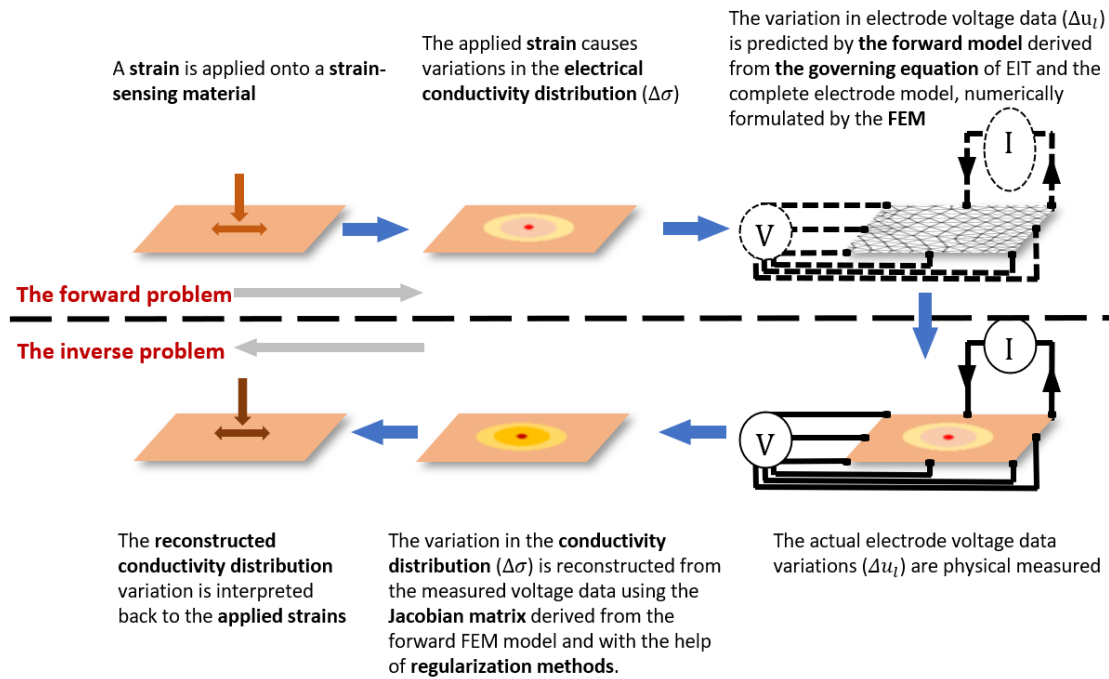 A strain is applied onto a strain-
sensing material
The applied strain causes
variations in the electrical
conductivity distribution (Δσ)
The variation in electrode voltage data (Δuₗ)
is predicted by the forward model derived
from the governing equation of EIT and the
complete electrode model, numerically
formulated by the FEM
I
V
The forward problem
The inverse problem
I
V
The reconstructed
conductivity distribution
variation is interpreted
back to the applied strains
The variation in the conductivity
distribution (Δσ) is reconstructed from
the measured voltage data using the
Jacobian matrix derived from the
forward FEM model and with the help
of regularization methods.
The actual electrode voltage data
variations (Δuₗ) are physical measured